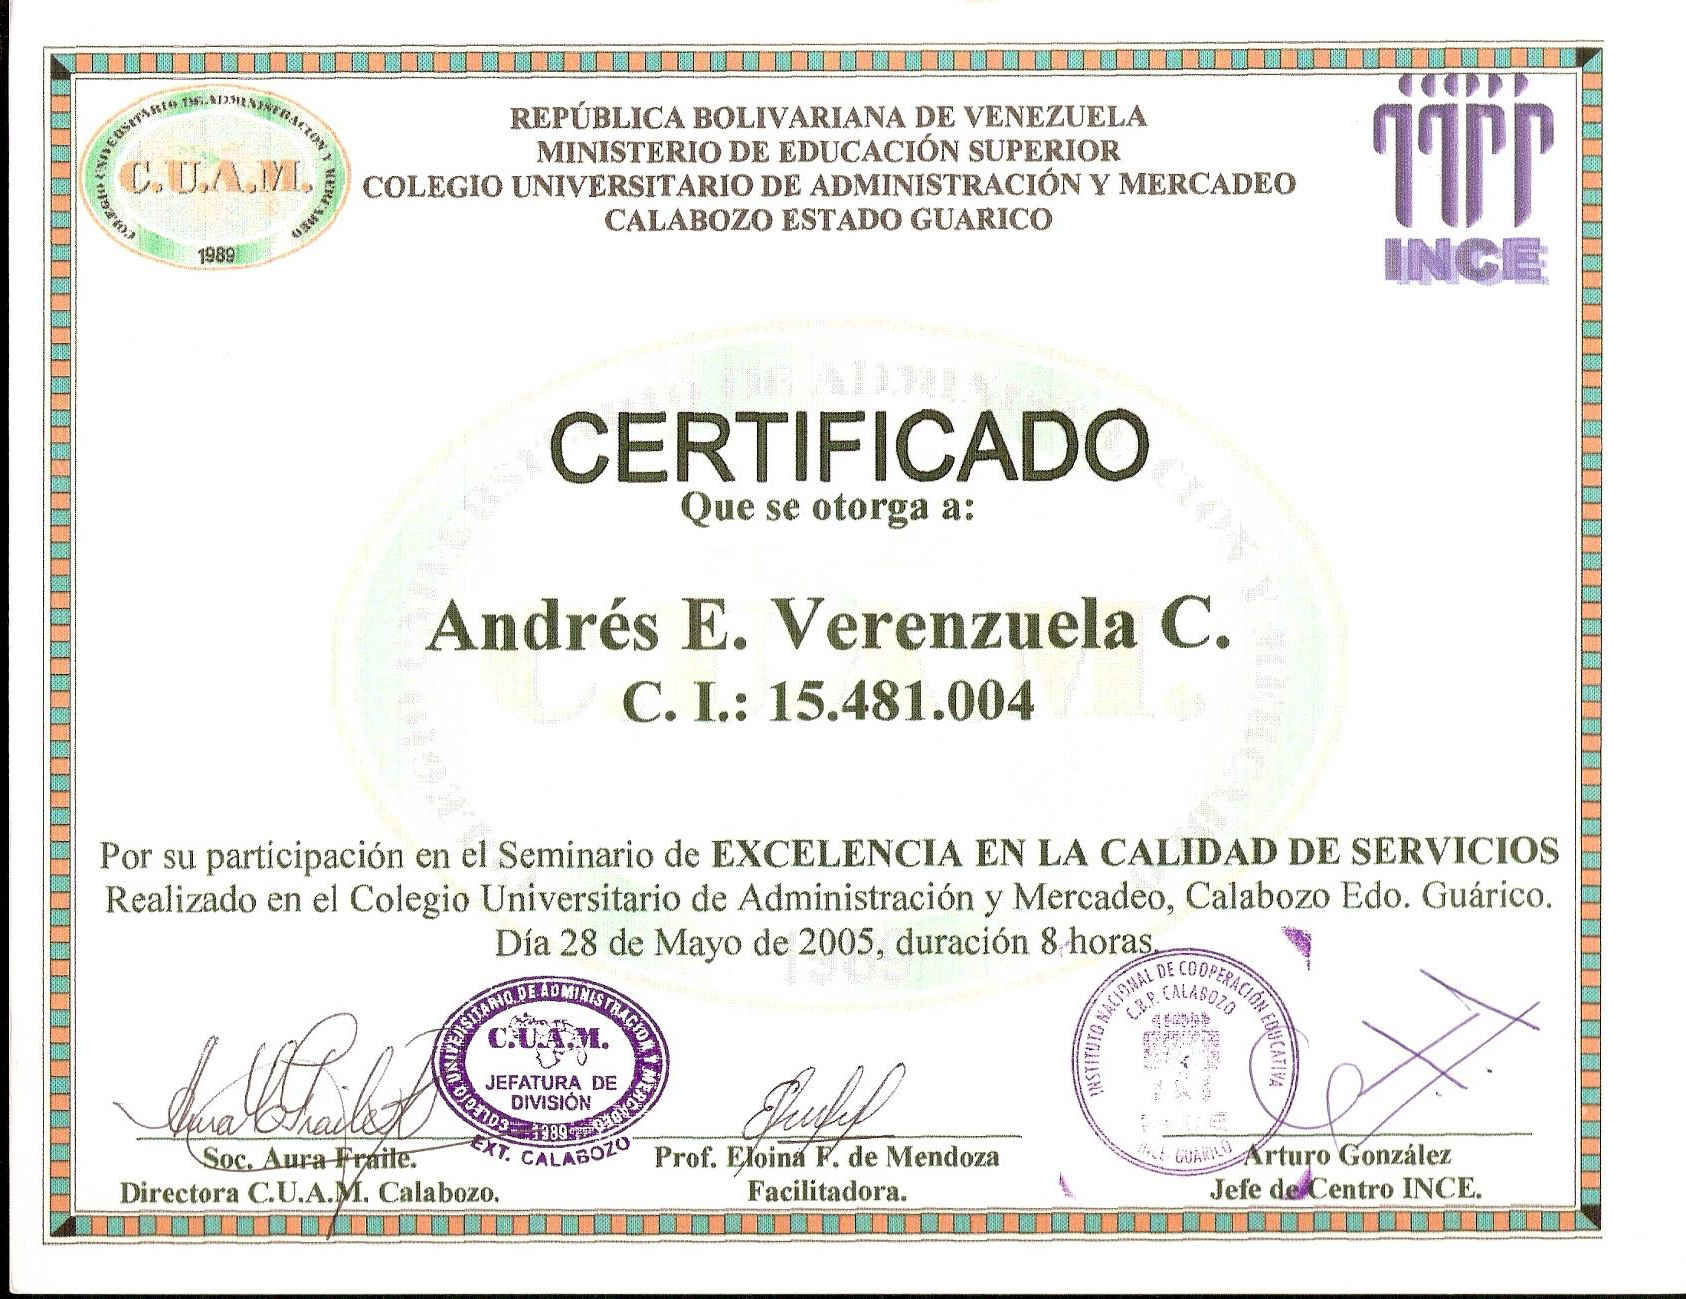 COLEGIO UNIVERSITARIO DE ADMINISTRACION Y MERCADEO
C.U.A.M.
1989
REPÚBLICA BOLIVARIANA DE VENEZUELA
MINISTERIO DE EDUCACIÓN SUPERIOR
COLEGIO UNIVERSITARIO DE ADMINISTRACIÓN Y MERCADEO
CALABOZO ESTADO GUARICO
INCE
CERTIFICADO
Que se otorga a:
Andrés E. Verenzuela C.
C. I.: 15.481.004
Por su participación en el Seminario de EXCELENCIA EN LA CALIDAD DE SERVICIOS
Realizado en el Colegio Universitario de Administración y Mercadeo, Calabozo Edo. Guárico.
Día 28 de Mayo de 2005, duración 8 horas.
COLEGIO UNIVERSITARIO DE ADMINISTRACION Y MERCADEO
C.U.A.M.
JEFATURA DE
DIVISIÓN
1989
EXT. CALABOZO
INSTITUTO NACIONAL DE COOPERACIÓN EDUCATIVA
C.B.P. CALABOZO
INCE GUARICO
Soc. Aura Fraile.
Directora C.U.A.M. Calabozo.
Prof. Eloina F. de Mendoza
Facilitadora.
Arturo González
Jefe de Centro INCE.